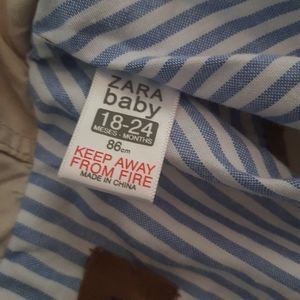 ZARA
baby
18-24
MESES - MONTHS
86cm
KEEP AWAY
FROM FIRE
MADE IN CHINA